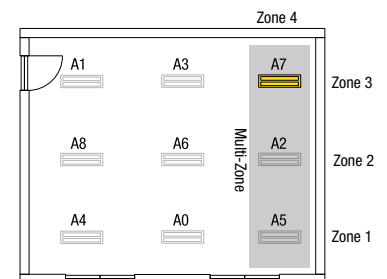 Zone 4
A1 A3 A7
Zone 3
A8 A6 A2
Zone 2
Multi-Zone
A4 A0 A5
Zone 1